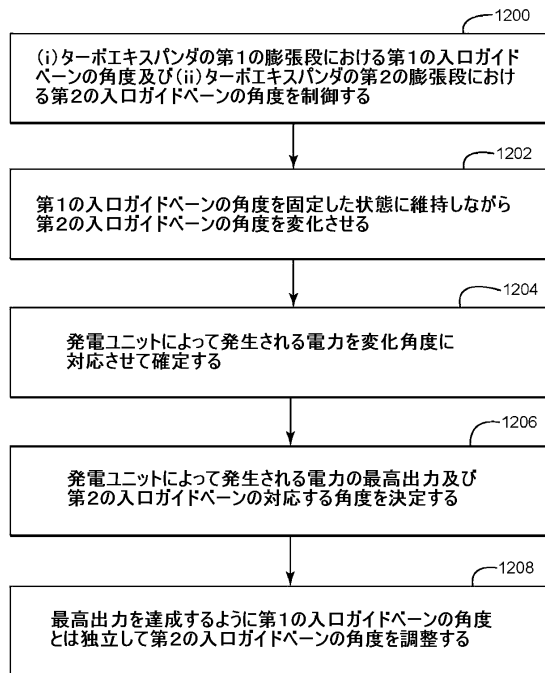 1200
(i)ターボエキスパンダの第1の膨張段における第1の入口ガイド
ベーンの角度及び(ii)ターボエキスパンダの第2の膨張段におけ
る第2の入口ガイドベーンの角度を制御する
1202
第1の入口ガイドベーンの角度を固定した状態に維持しながら
第2の入口ガイドベーンの角度を変化させる
1204
発電ユニットによって発生される電力を変化角度に
対応させて確定する
1206
発電ユニットによって発生される電力の最高出力及び
第2の入口ガイドベーンの対応する角度を決定する
1208
最高出力を達成するように第1の入口ガイドベーンの角度
とは独立して第2の入口ガイドベーンの角度を調整する